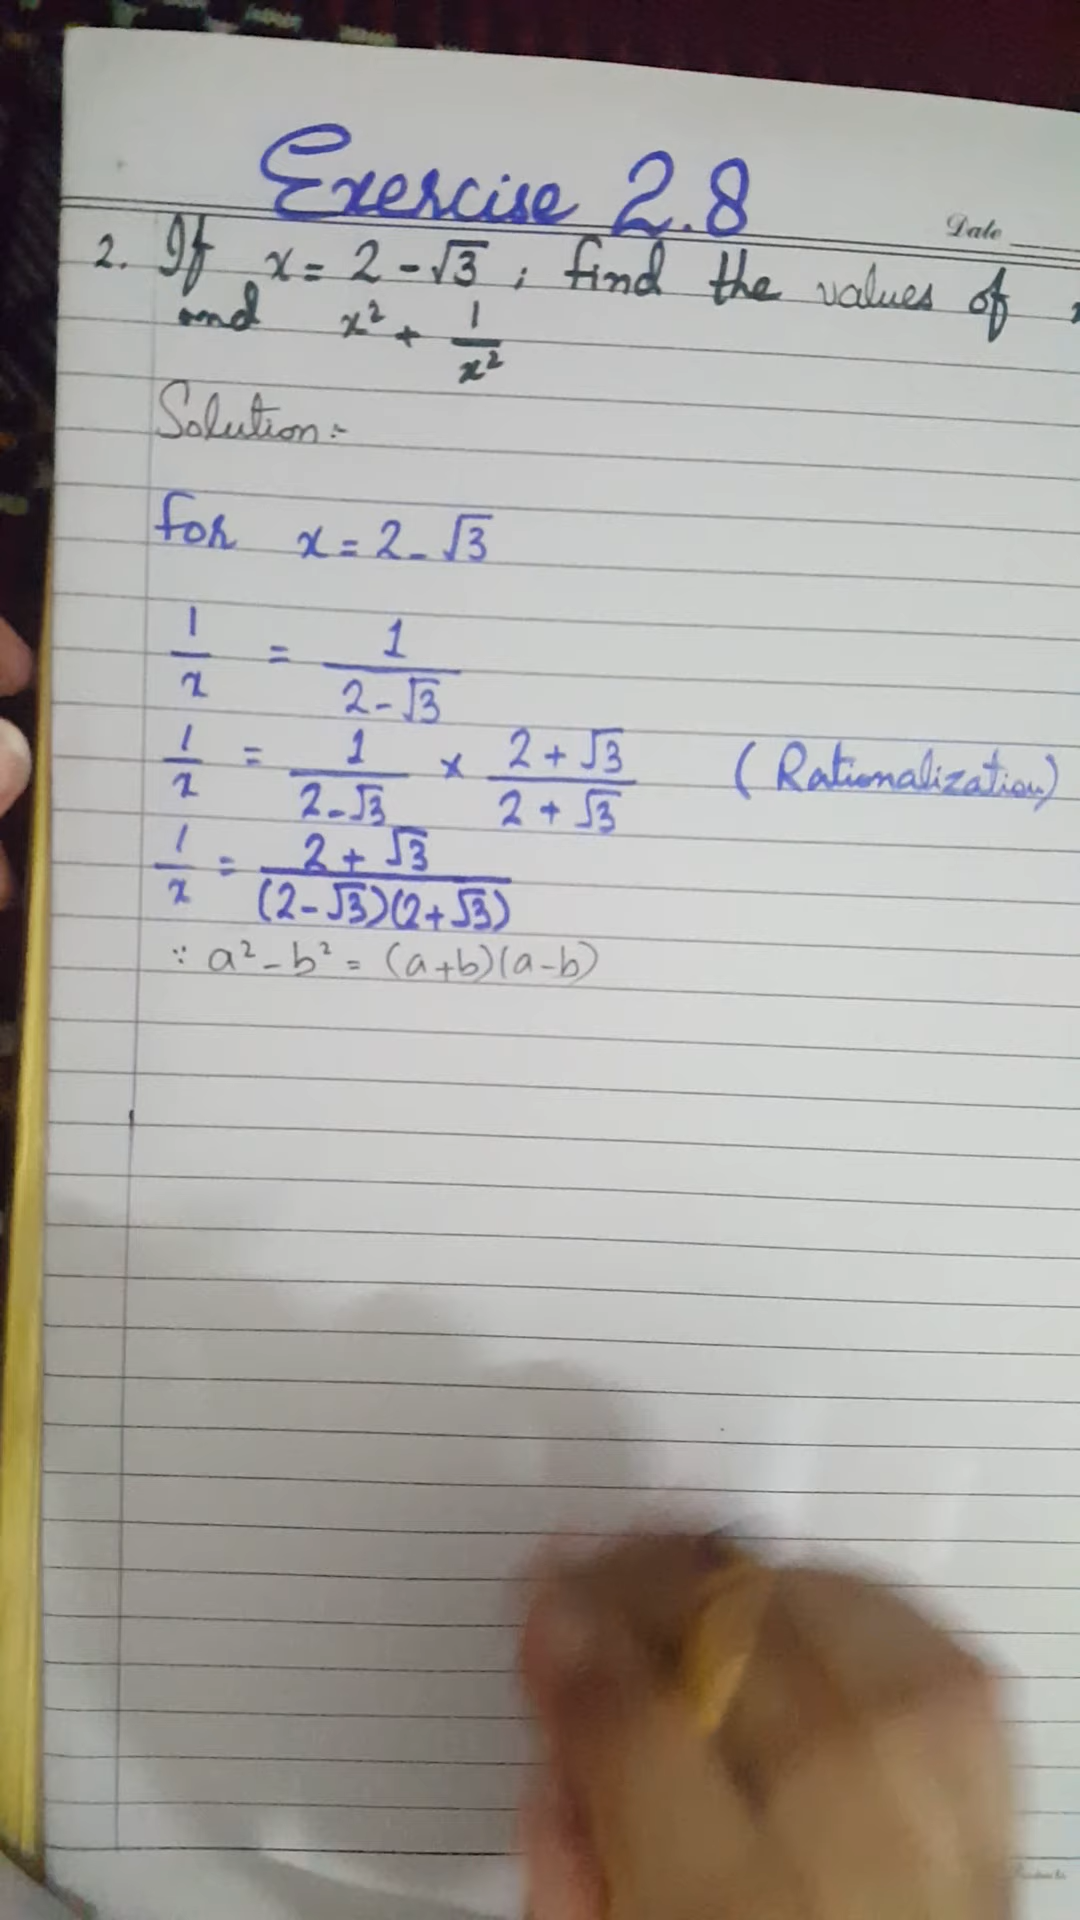 Exercise 2.8
Date
2. If x = 2 - √3, find the values of x
and x² + 1/x²
Solution:-
for x = 2 - √3
1/x = 1/(2 - √3)
1/x = 1/(2 - √3) × (2 + √3)/(2 + √3) (Rationalization)
1/x = (2 + √3)/((2 - √3)(2 + √3))
∵ a² - b² = (a+b)(a-b)